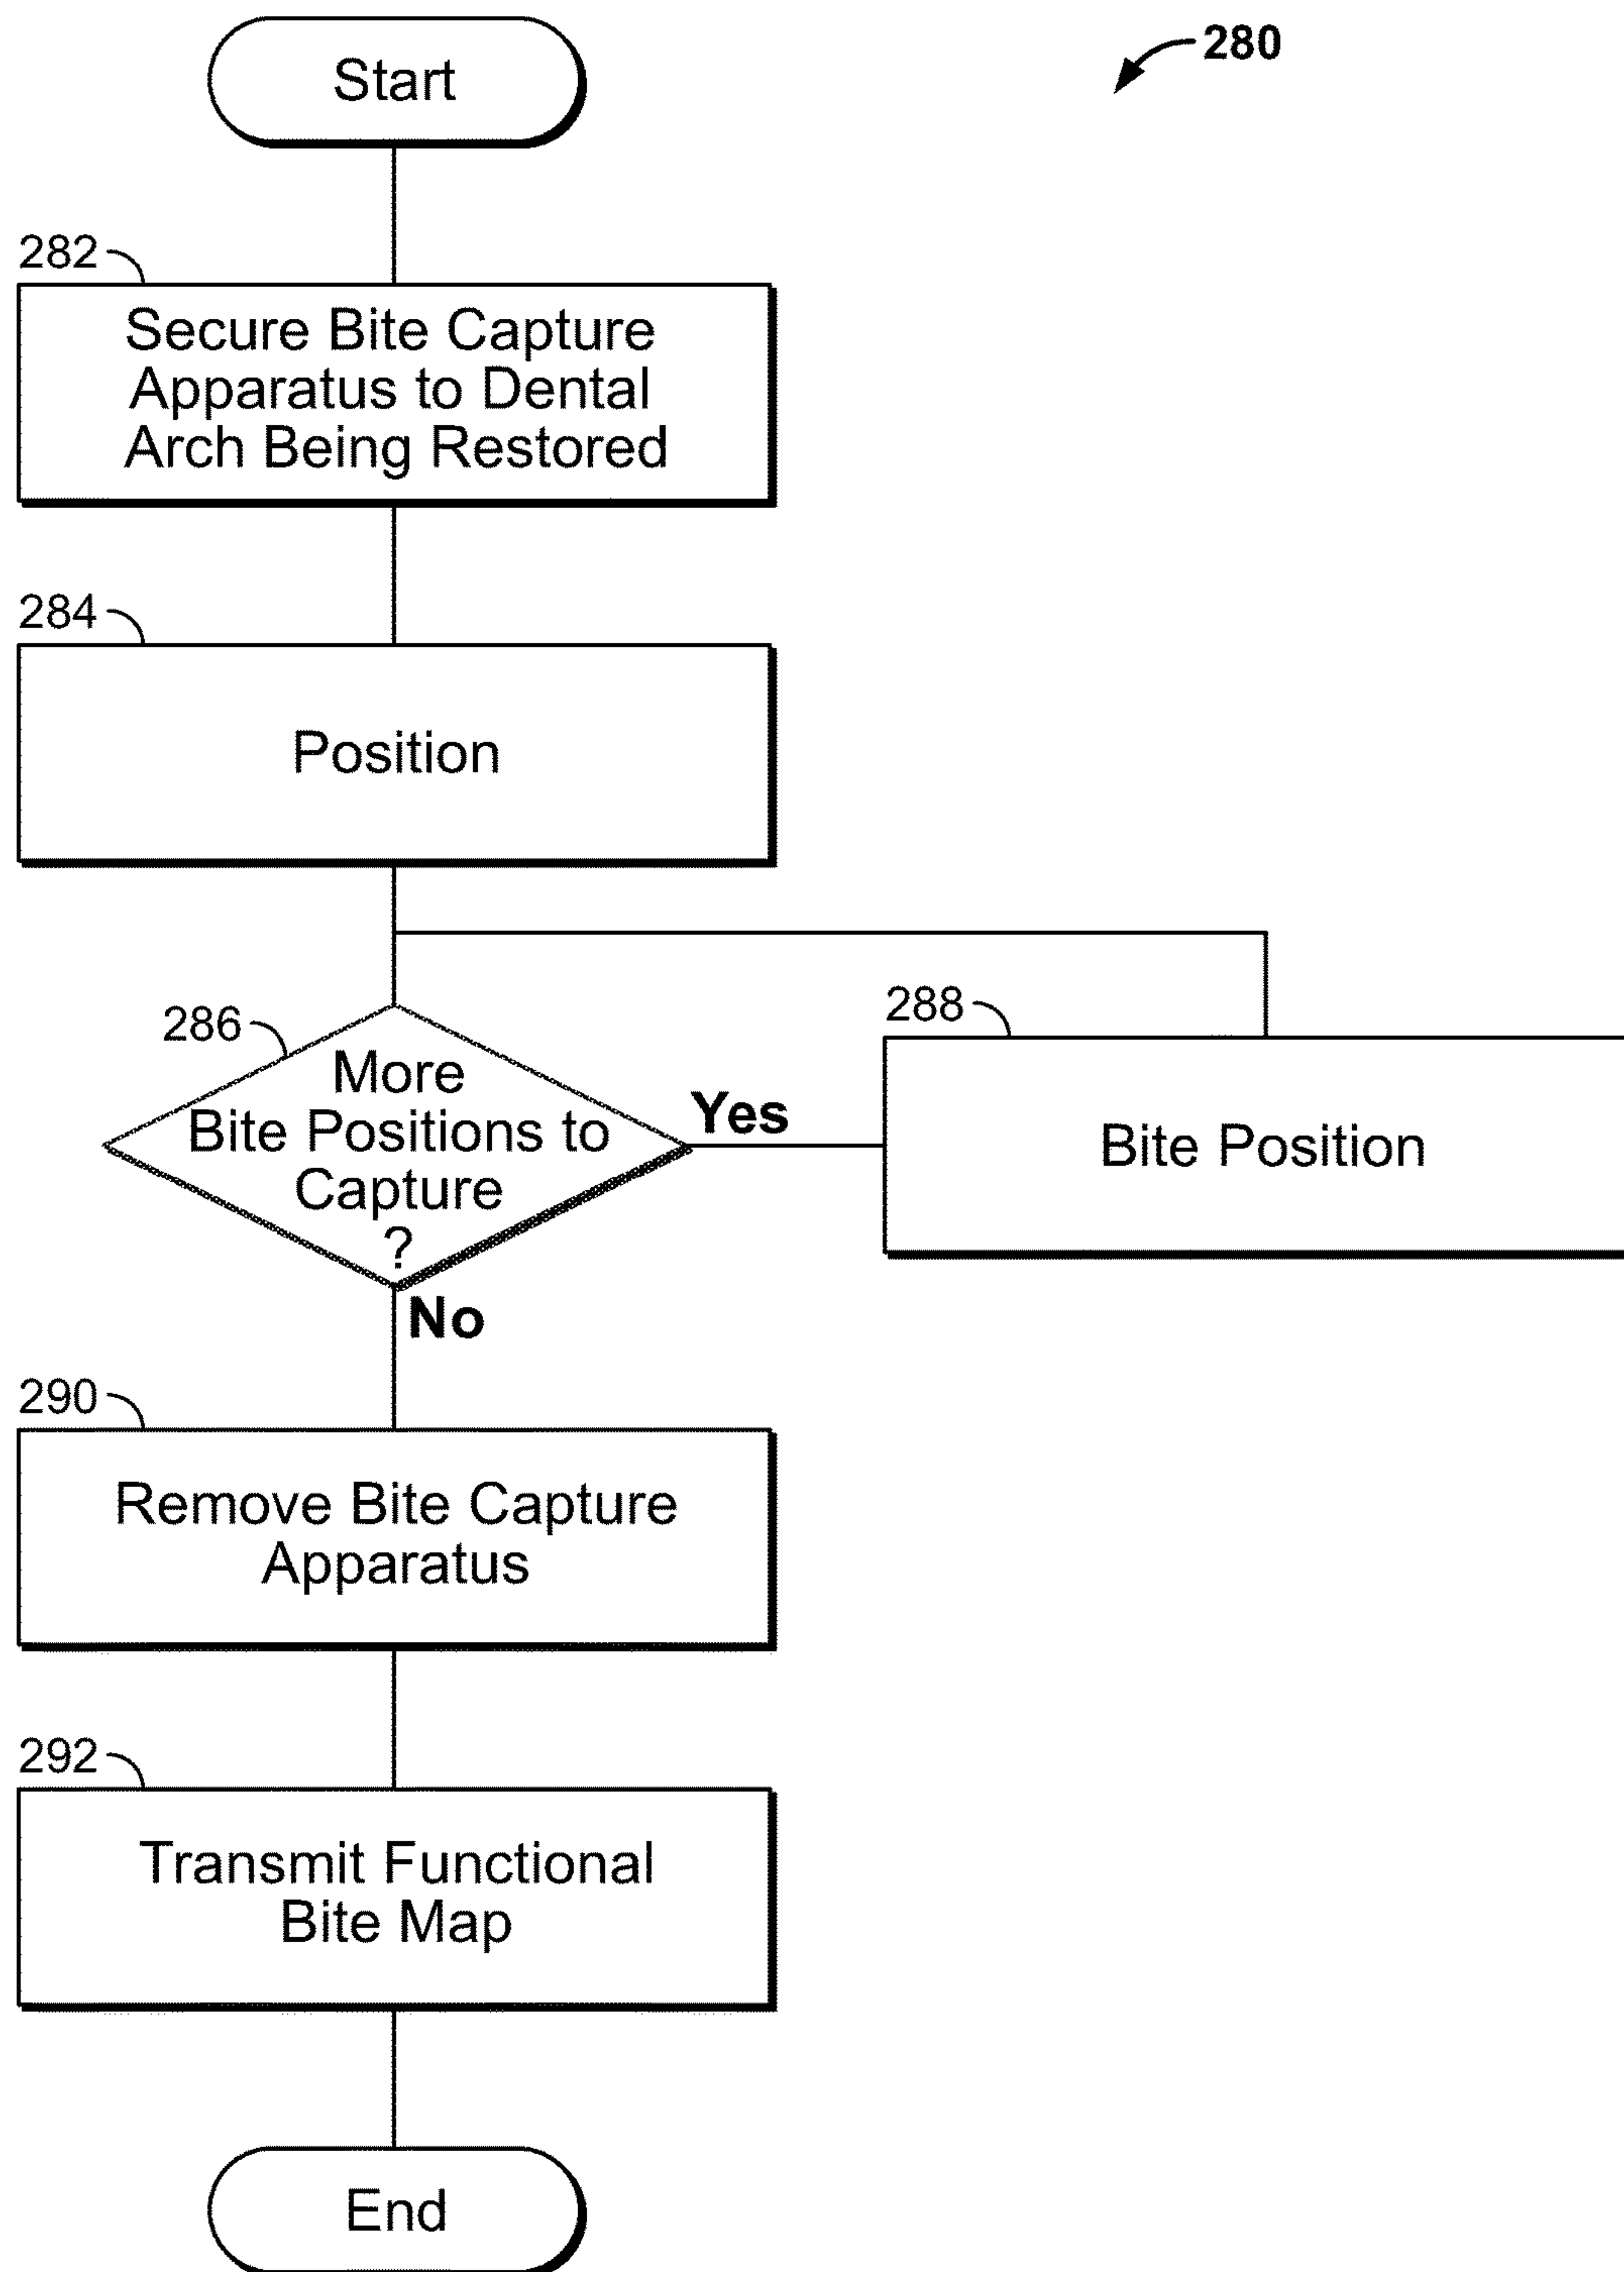 Start
280
282
Secure Bite Capture
Apparatus to Dental
Arch Being Restored
284
Position
286
More
Bite Positions to
Capture
?
Yes
288
Bite Position
No
290
Remove Bite Capture
Apparatus
292
Transmit Functional
Bite Map
End